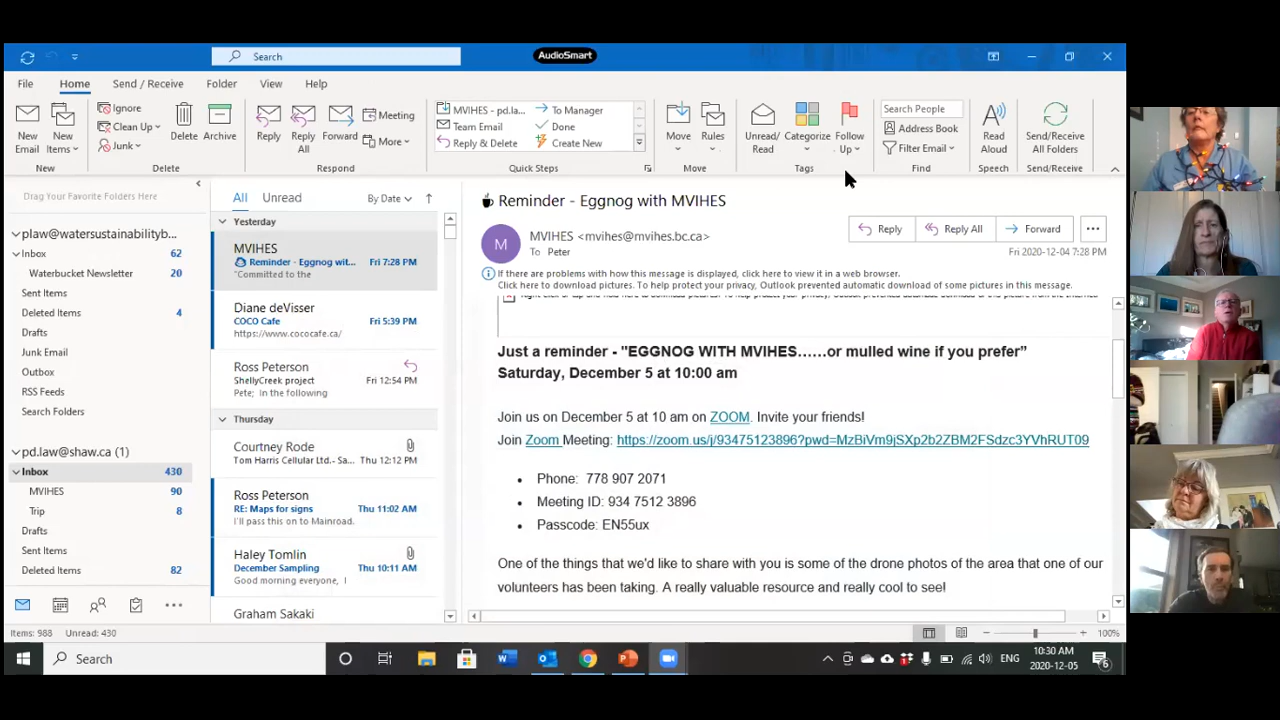 Search
AudioSmart
File Home Send / Receive Folder View Help
New Email
New Items
New
Ignore
Clean Up
Junk
Delete
Archive
Delete
Reply
Reply All
Forward
Meeting
More
Respond
MVIHES - pd.la...
To Manager
Team Email
Done
Reply & Delete
Create New
Quick Steps
Move
Rules
Move
Unread/ Read
Categorize
Follow Up
Tags
Search People
Address Book
Filter Email
Find
Read Aloud
Speech
Send/Receive All Folders
Send/Receive
Drag Your Favorite Folders Here
plaw@watersustainabilityb...
Inbox 62
Waterbucket Newsletter 20
Sent Items
Deleted Items 4
Drafts
Junk Email
Outbox
RSS Feeds
Search Folders
pd.law@shaw.ca (1)
Inbox 430
MVIHES 90
Trip 8
Drafts
Sent Items
Deleted Items 82
All Unread By Date
Yesterday
MVIHES
Reminder - Eggnog wit... Fri 7:28 PM
"Committed to the
Diane deVisser
COCO Cafe Fri 5:39 PM
https://www.cococafe.ca/
Ross Peterson
ShellyCreek project Fri 12:54 PM
Pete; In the following
Thursday
Courtney Rode
Tom Harris Cellular Ltd.- Sa... Thu 12:12 PM
Ross Peterson
RE: Maps for signs Thu 11:02 AM
I'll pass this on to Mainroad.
Haley Tomlin
December Sampling Thu 10:11 AM
Good morning everyone, I
Graham Sakaki
Reminder - Eggnog with MVIHES
M
MVIHES <mvihes@mvihes.bc.ca>
To Peter
Reply Reply All Forward
Fri 2020-12-04 7:28 PM
If there are problems with how this message is displayed, click here to view it in a web browser.
Click here to download pictures. To help protect your privacy, Outlook prevented automatic download of some pictures in this message.
Just a reminder - "EGGNOG WITH MVIHES……or mulled wine if you prefer”
Saturday, December 5 at 10:00 am
Join us on December 5 at 10 am on ZOOM. Invite your friends!
Join Zoom Meeting: https://zoom.us/j/93475123896?pwd=MzBiVm9jSXp2b2ZBM2FSdzc3YVhRUT09
• Phone: 778 907 2071
• Meeting ID: 934 7512 3896
• Passcode: EN55ux
One of the things that we'd like to share with you is some of the drone photos of the area that one of our
volunteers has been taking. A really valuable resource and really cool to see!
Items: 988 Unread: 430
100%
Search
ENG
10:30 AM
2020-12-05
6